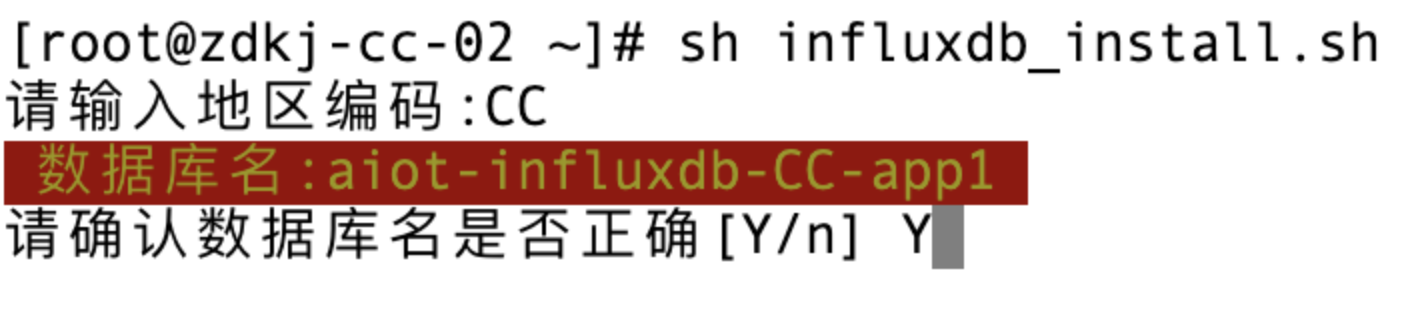 [root@zdkj-cc-02 ~]# sh influxdb_install.sh
请输入地区编码:CC
数据库名:aiot-influxdb-CC-app1
请确认数据库名是否正确[Y/n] Y